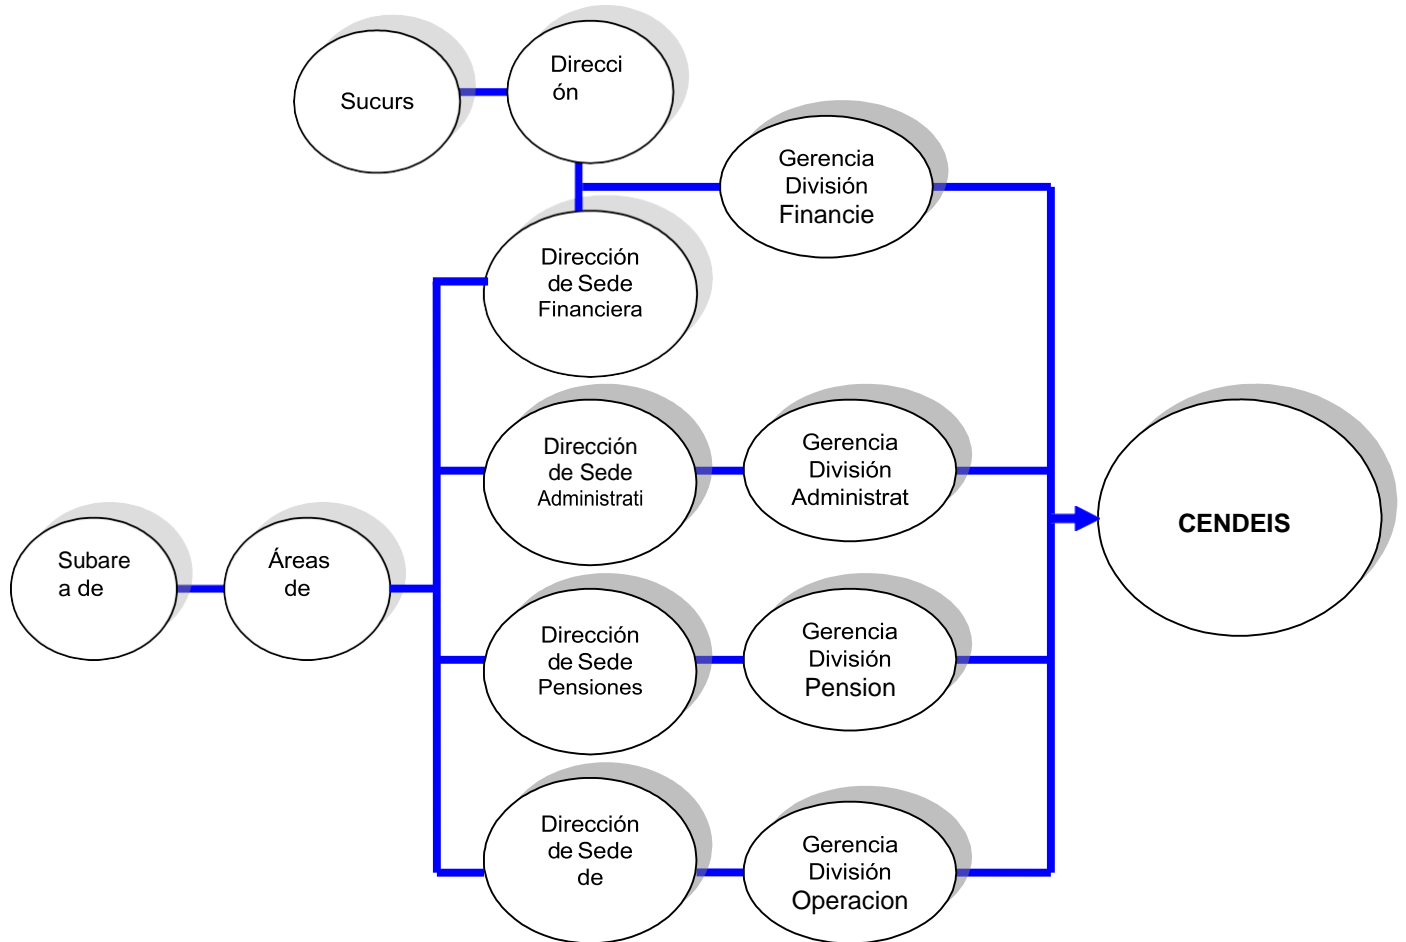 Sucurs
Direcci
ón
Gerencia
División
Financie
Dirección
de Sede
Financiera
Dirección
de Sede
Administrati
Gerencia
División
Administrat
CENDEIS
Subare
a de
Áreas
de
Dirección
de Sede
Pensiones
Gerencia
División
Pension
Dirección
de Sede
de
Gerencia
División
Operacion